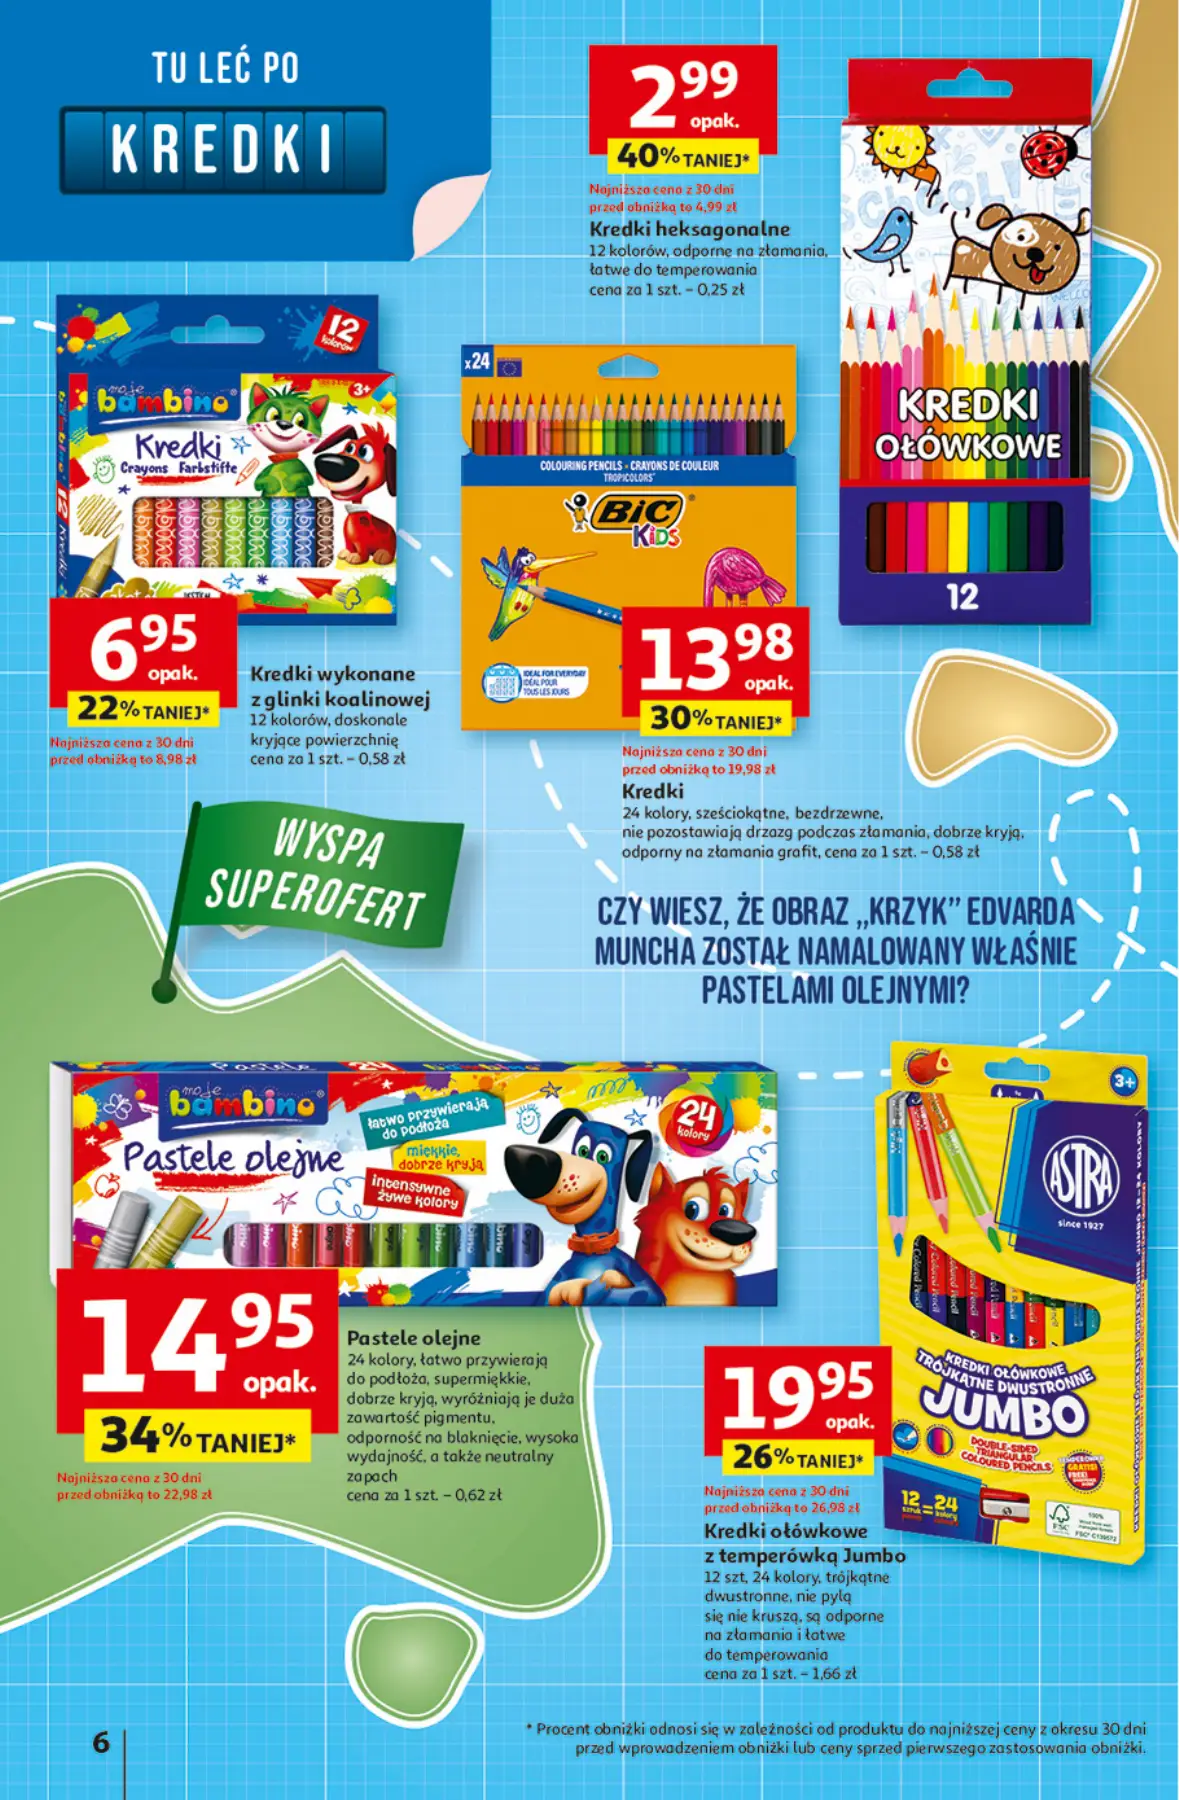 TU LEĆ PO
KREDKI
2 99
opak.
40% TANIEJ*
Najniższa cena z 30 dni
przed obniżką to 4,99 zł
Kredki heksagonalne
12 kolorów, odporne na złamania,
łatwe do temperowania
cena za 1 szt. – 0,25 zł
KREDKI
OŁÓWKOWE
12
12
kolorów
3+
moje
bambino
Kredki
Crayons Farbstifte
12 Kredki
6 95
opak.
22% TANIEJ*
Najniższa cena z 30 dni
przed obniżką to 8,98 zł
Kredki wykonane
z glinki koalinowej
12 kolorów, doskonale
kryjące powierzchnię
cena za 1 szt. – 0,58 zł
x24
COLOURING PENCILS • CRAYONS DE COULEUR
TROPICOLORS
BIC
KIDS
IDEAL FOR EVERYDAY
IDÉAL POUR
TOUS LES JOURS
13 98
opak.
30% TANIEJ*
Najniższa cena z 30 dni
przed obniżką to 19,98 zł
Kredki
24 kolory, sześciokątne, bezdrzewne,
nie pozostawiają drzazg podczas złamania, dobrze kryją,
odporny na złamania grafit, cena za 1 szt. – 0,58 zł
WYSPA
SUPEROFERT
CZY WIESZ, ŻE OBRAZ „KRZYK” EDVARDA
MUNCHA ZOSTAŁ NAMALOWANY WŁAŚNIE
PASTELAMI OLEJNYMI?
moje
bambino
Pastele olejne
łatwo przywierają
do podłoża
miękkie,
dobrze kryją
intensywne
żywe kolory
24
kolory
14 95
opak.
34% TANIEJ*
Najniższa cena z 30 dni
przed obniżką to 22,98 zł
Pastele olejne
24 kolory, łatwo przywierają
do podłoża, supermiękkie,
dobrze kryją, wyróżniają je duża
zawartość pigmentu,
odporność na blaknięcie, wysoka
wydajność, a także neutralny
zapach
cena za 1 szt. – 0,62 zł
3+
ASTRA
since 1927
KREDKI OŁÓWKOWE
TRÓJKĄTNE DWUSTRONNE
JUMBO
DOUBLE-SIDED
TRIANGULAR
COLOURED PENCILS
TEMPERÓWKA
GRATIS!
FREE
12 = 24
sztuk kolory
FSC
100%
19 95
opak.
26% TANIEJ*
Najniższa cena z 30 dni
przed obniżką to 26,98 zł
Kredki ołówkowe
z temperówką Jumbo
12 szt, 24 kolory, trójkątne
dwustronne, nie pylą
się nie kruszą, są odporne
na złamania i łatwe
do temperowania
cena za 1 szt. – 1,66 zł
* Procent obniżki odnosi się w zależności od produktu do najniższej ceny z okresu 30 dni
przed wprowadzeniem obniżki lub ceny sprzed pierwszego zastosowania obniżki.
6